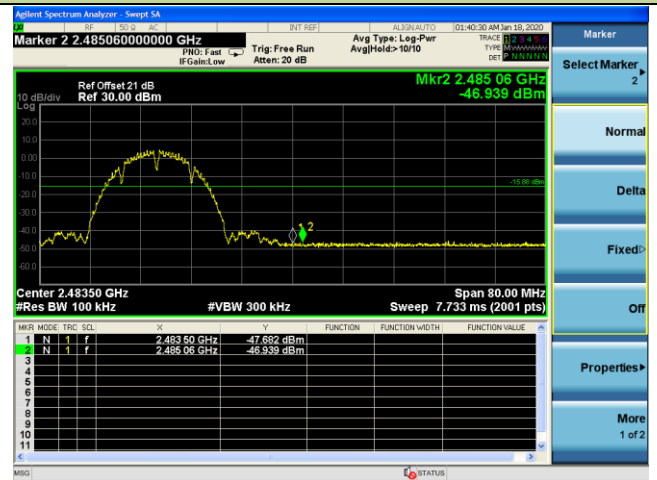 Agilent Spectrum Analyzer - Swept SA
RF 50 Ω AC INT REF ALIGN AUTO 01:40:30 AM Jan 18, 2020
Marker 2 2.485060000000 GHz
PNO: Fast
IFGain:Low
Trig: Free Run
Atten: 20 dB
Avg Type: Log-Pwr
Avg|Hold:>10/10
TRACE 1 2 3 4 5 6
TYPE M
DET P N N N N N
Marker
Select Marker
2
Normal
Delta
Fixed
Off
Properties
More
1 of 2
Mkr2 2.485 06 GHz
-46.939 dBm
Ref Offset 21 dB
10 dB/div Ref 30.00 dBm
Log
20.0
10.0
0.00
-10.0
-15.88 dBm
-20.0
-30.0
-40.0
1 2
-50.0
-60.0
Center 2.48350 GHz Span 80.00 MHz
#Res BW 100 kHz #VBW 300 kHz Sweep 7.733 ms (2001 pts)
MKR MODE TRC SCL X Y FUNCTION FUNCTION WIDTH FUNCTION VALUE
1 N 1 f 2.483 50 GHz -47.682 dBm
2 N 1 f 2.485 06 GHz -46.939 dBm
3
4
5
6
7
8
9
10
11
MSG STATUS